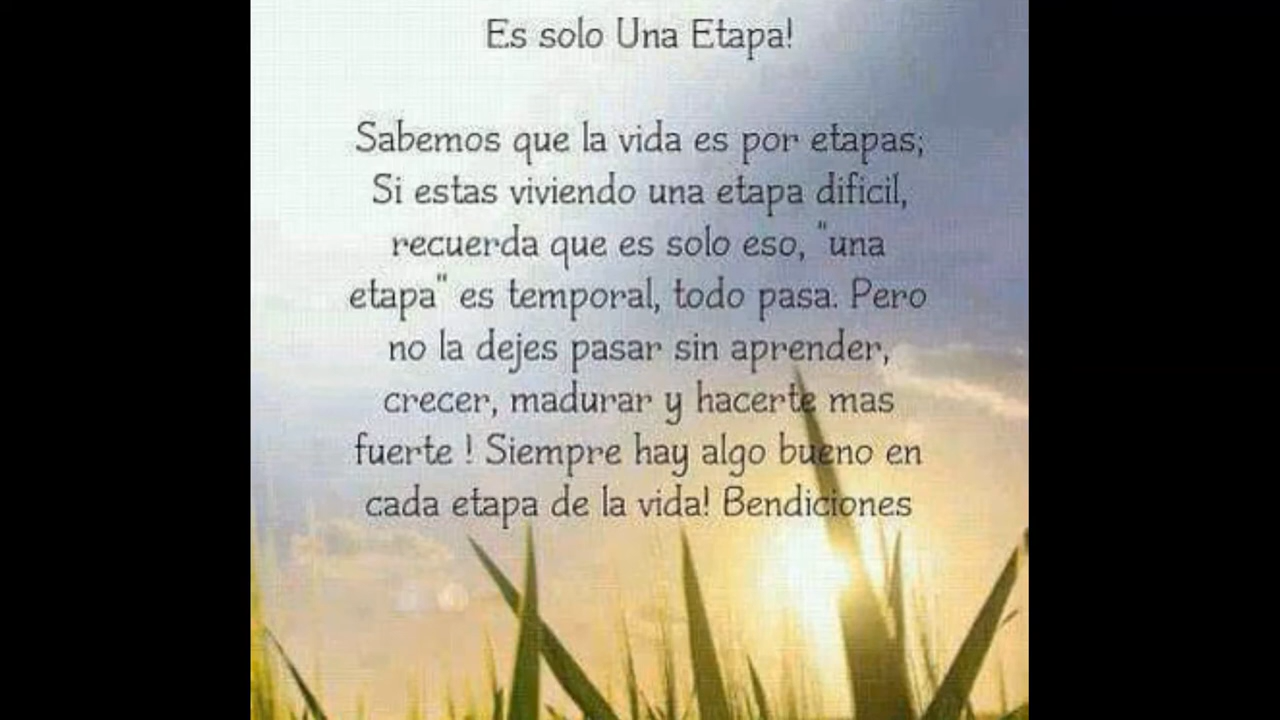 Es solo Una Etapa!
Sabemos que la vida es por etapas;
Si estas viviendo una etapa dificil,
recuerda que es solo eso, "una
etapa" es temporal, todo pasa. Pero
no la dejes pasar sin aprender,
crecer, madurar y hacerte mas
fuerte ! Siempre hay algo bueno en
cada etapa de la vida! Bendiciones